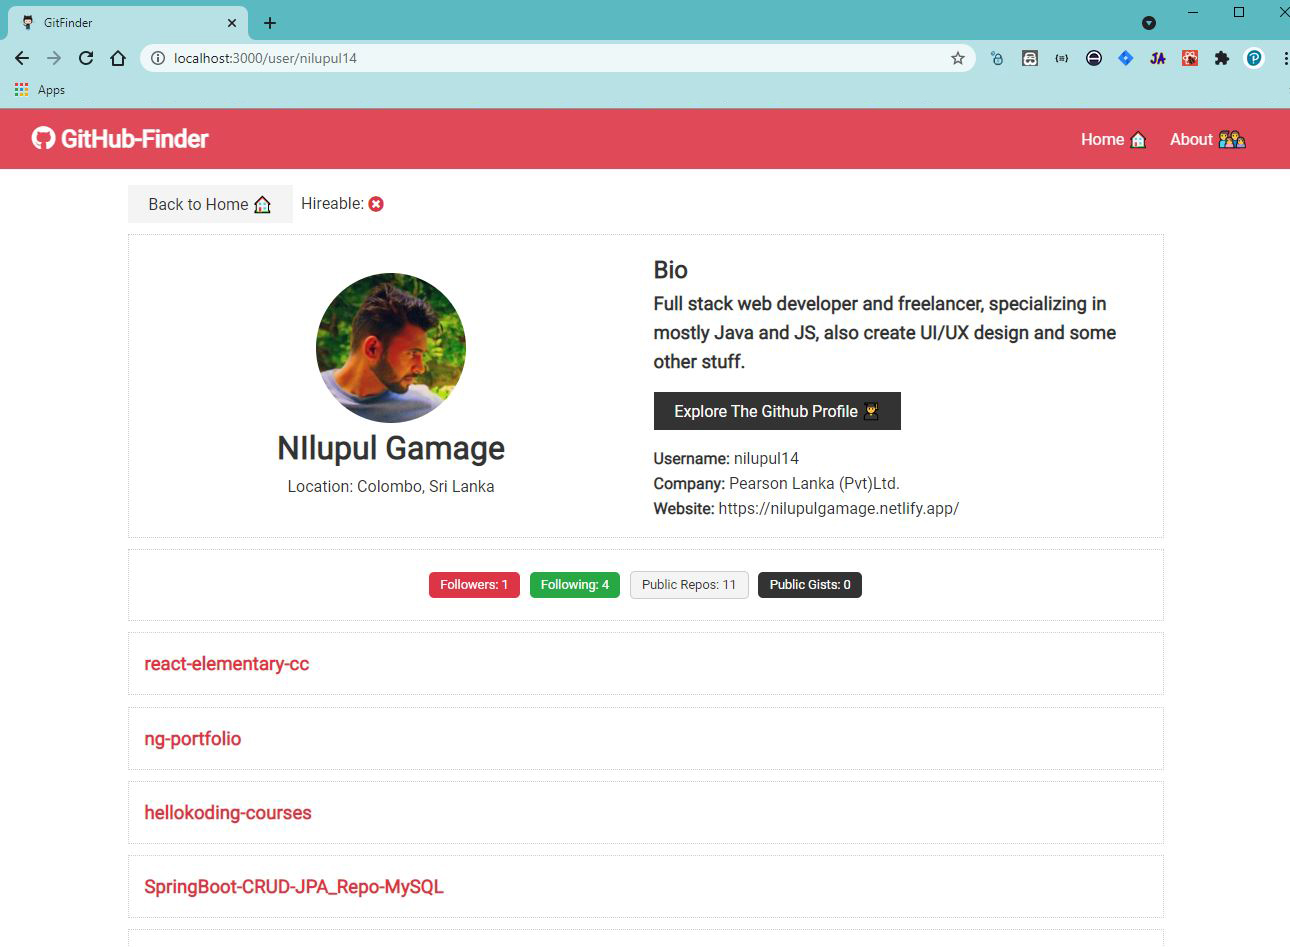 GitFinder
localhost:3000/user/nilupul14
Apps
GitHub-Finder
Home
About
Back to Home
Hireable:
NIlupul Gamage
Location: Colombo, Sri Lanka
Bio
Full stack web developer and freelancer, specializing in
mostly Java and JS, also create UI/UX design and some
other stuff.
Explore The Github Profile
Username: nilupul14
Company: Pearson Lanka (Pvt)Ltd.
Website: https://nilupulgamage.netlify.app/
Followers: 1
Following: 4
Public Repos: 11
Public Gists: 0
react-elementary-cc
ng-portfolio
hellokoding-courses
SpringBoot-CRUD-JPA_Repo-MySQL